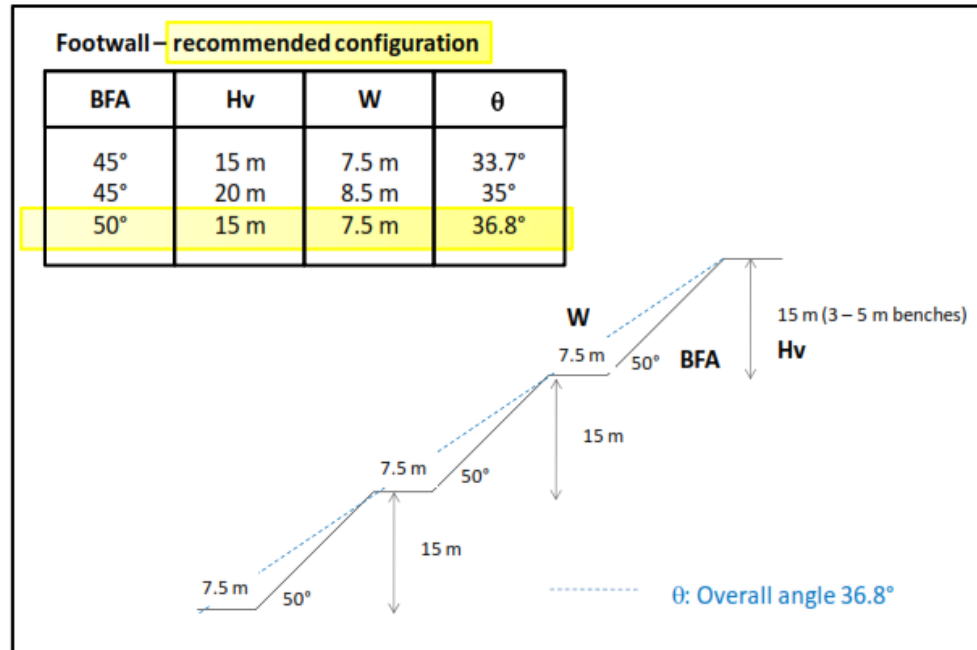 Footwall – recommended configuration
BFA Hv W θ
45° 15 m 7.5 m 33.7°
45° 20 m 8.5 m 35°
50° 15 m 7.5 m 36.8°
W
15 m (3 – 5 m benches)
7.5 m 50° BFA Hv
15 m
7.5 m
50°
15 m
7.5 m
50°
θ: Overall angle 36.8°